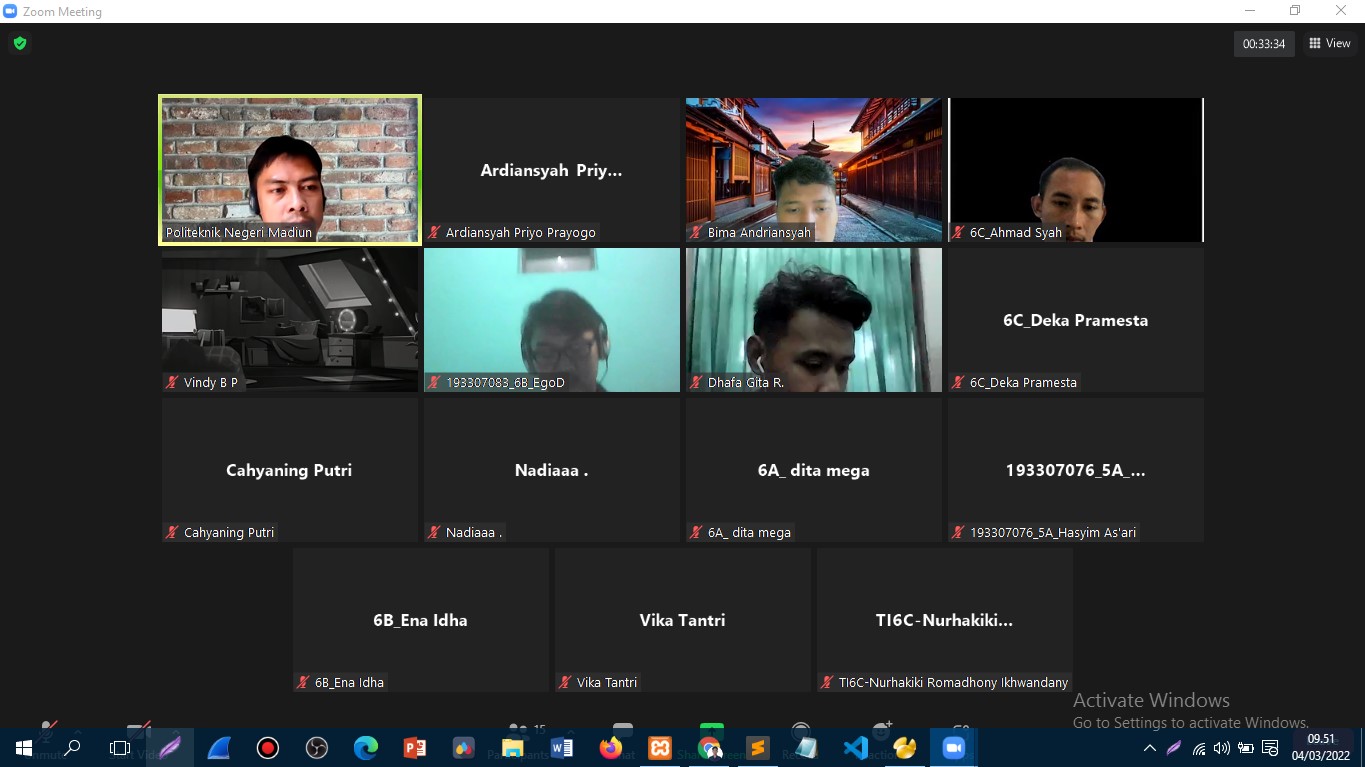 Zoom Meeting
00:33:34
View
Politeknik Negeri Madiun
Ardiansyah Priy...
Ardiansyah Priyo Prayogo
Bima Andriansyah
6C_Ahmad Syah
Vindy B P
193307083_6B_EgoD
Dhafa Gita R.
6C_Deka Pramesta
6C_Deka Pramesta
Cahyaning Putri
Cahyaning Putri
Nadiaaa .
Nadiaaa .
6A_ dita mega
6A_ dita mega
193307076_5A_...
193307076_5A_Hasyim As'ari
6B_Ena Idha
6B_Ena Idha
Vika Tantri
Vika Tantri
TI6C-Nurhakiki...
TI6C-Nurhakiki Romadhony Ikhwandany
Activate Windows
Go to Settings to activate Windows.
15
09.51
04/03/2022